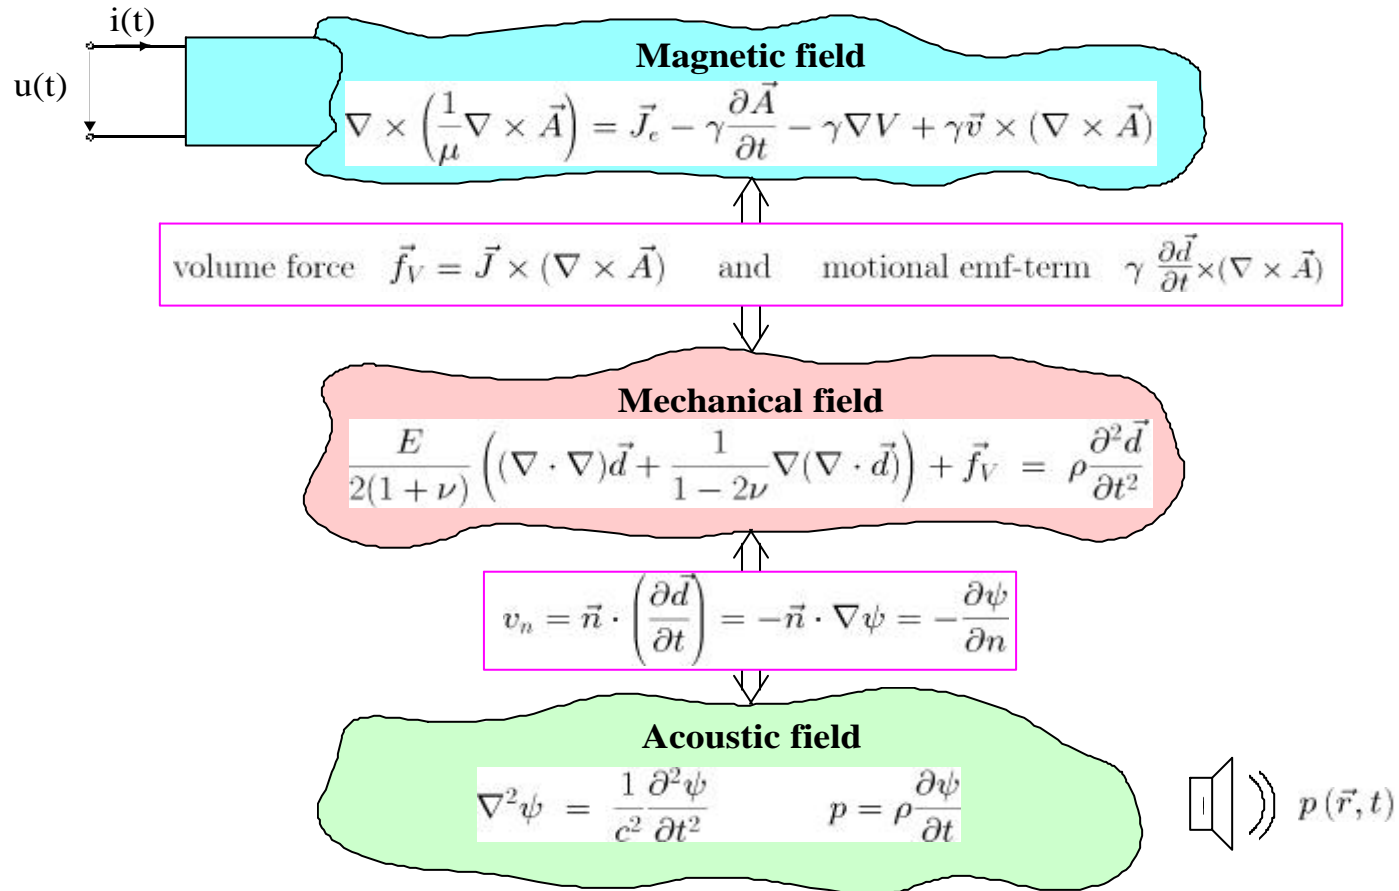 i(t)
u(t)
Magnetic field
∇ × (1/μ ∇ × A⃗) = J⃗ₑ − γ ∂A⃗/∂t − γ∇V + γv⃗ × (∇ × A⃗)
volume force f⃗_V = J⃗ × (∇ × A⃗) and motional emf-term γ ∂d⃗/∂t × (∇ × A⃗)
Mechanical field
E/2(1 + ν) ((∇ · ∇)d⃗ + 1/(1 − 2ν) ∇(∇ · d⃗)) + f⃗_V = ρ ∂²d⃗/∂t²
v_n = n⃗ · (∂d⃗/∂t) = −n⃗ · ∇ψ = −∂ψ/∂n
Acoustic field
∇²ψ = 1/c² ∂²ψ/∂t² p = ρ ∂ψ/∂t
p (r⃗, t)